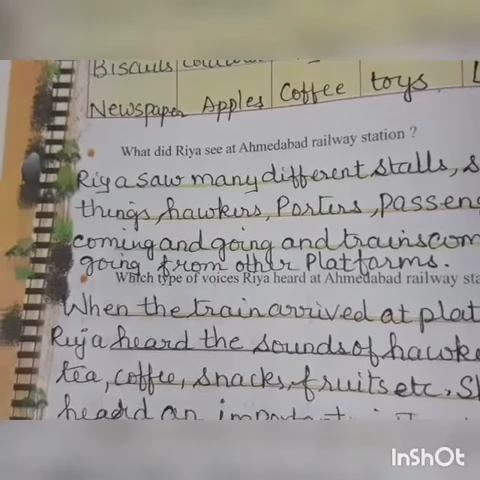 Biscuits
Newspaper Apples Coffee toys
What did Riya see at Ahmedabad railway station ?
Riya saw many different stalls, s
things, hawkers, Porters, passen
coming and going and trains com
going from other Platforms.
Which type of voices Riya heard at Ahmedabad railway sta
When the train arrived at plat
Riya heard the sounds of hawke
tea, coffee, snacks, fruits etc, S
heard an important
InShOt